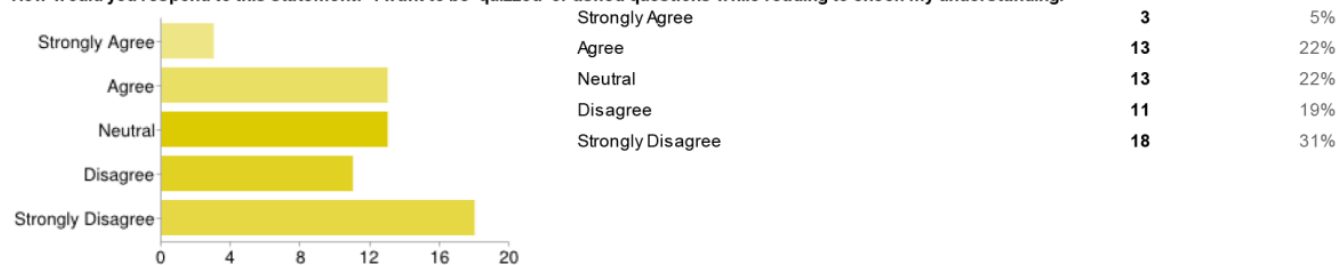 Strongly Agree 3 5%
Agree 13 22%
Neutral 13 22%
Disagree 11 19%
Strongly Disagree 18 31%
Strongly Agree
Agree
Neutral
Disagree
Strongly Disagree
0 4 8 12 16 20